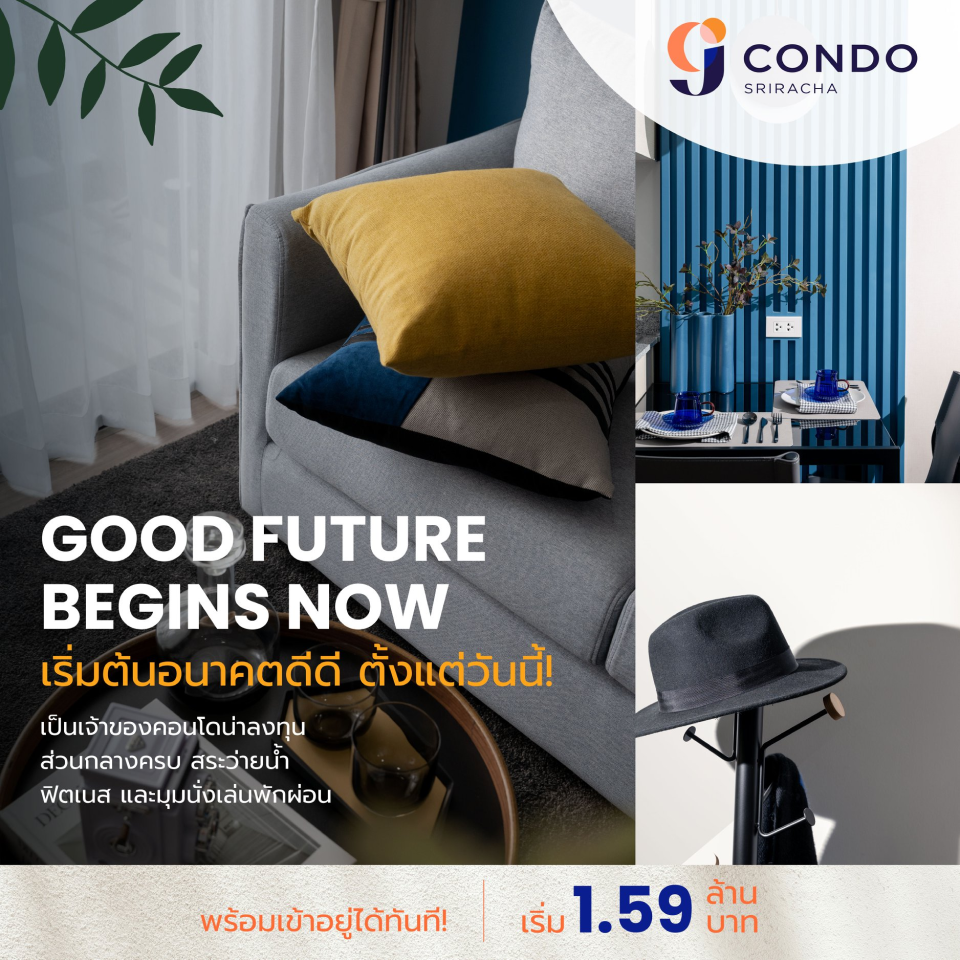 CONDO
SRIRACHA
GOOD FUTURE
BEGINS NOW
เริ่มต้นอนาคตดีดี ตั้งแต่วันนี้!
เป็นเจ้าของคอนโดน่าลงทุน
ส่วนกลางครบ สระว่ายน้ำ
ฟิตเนส และมุมนั่งเล่นพักผ่อน
พร้อมเข้าอยู่ได้ทันที!
เริ่ม 1.59 ล้าน
บาท